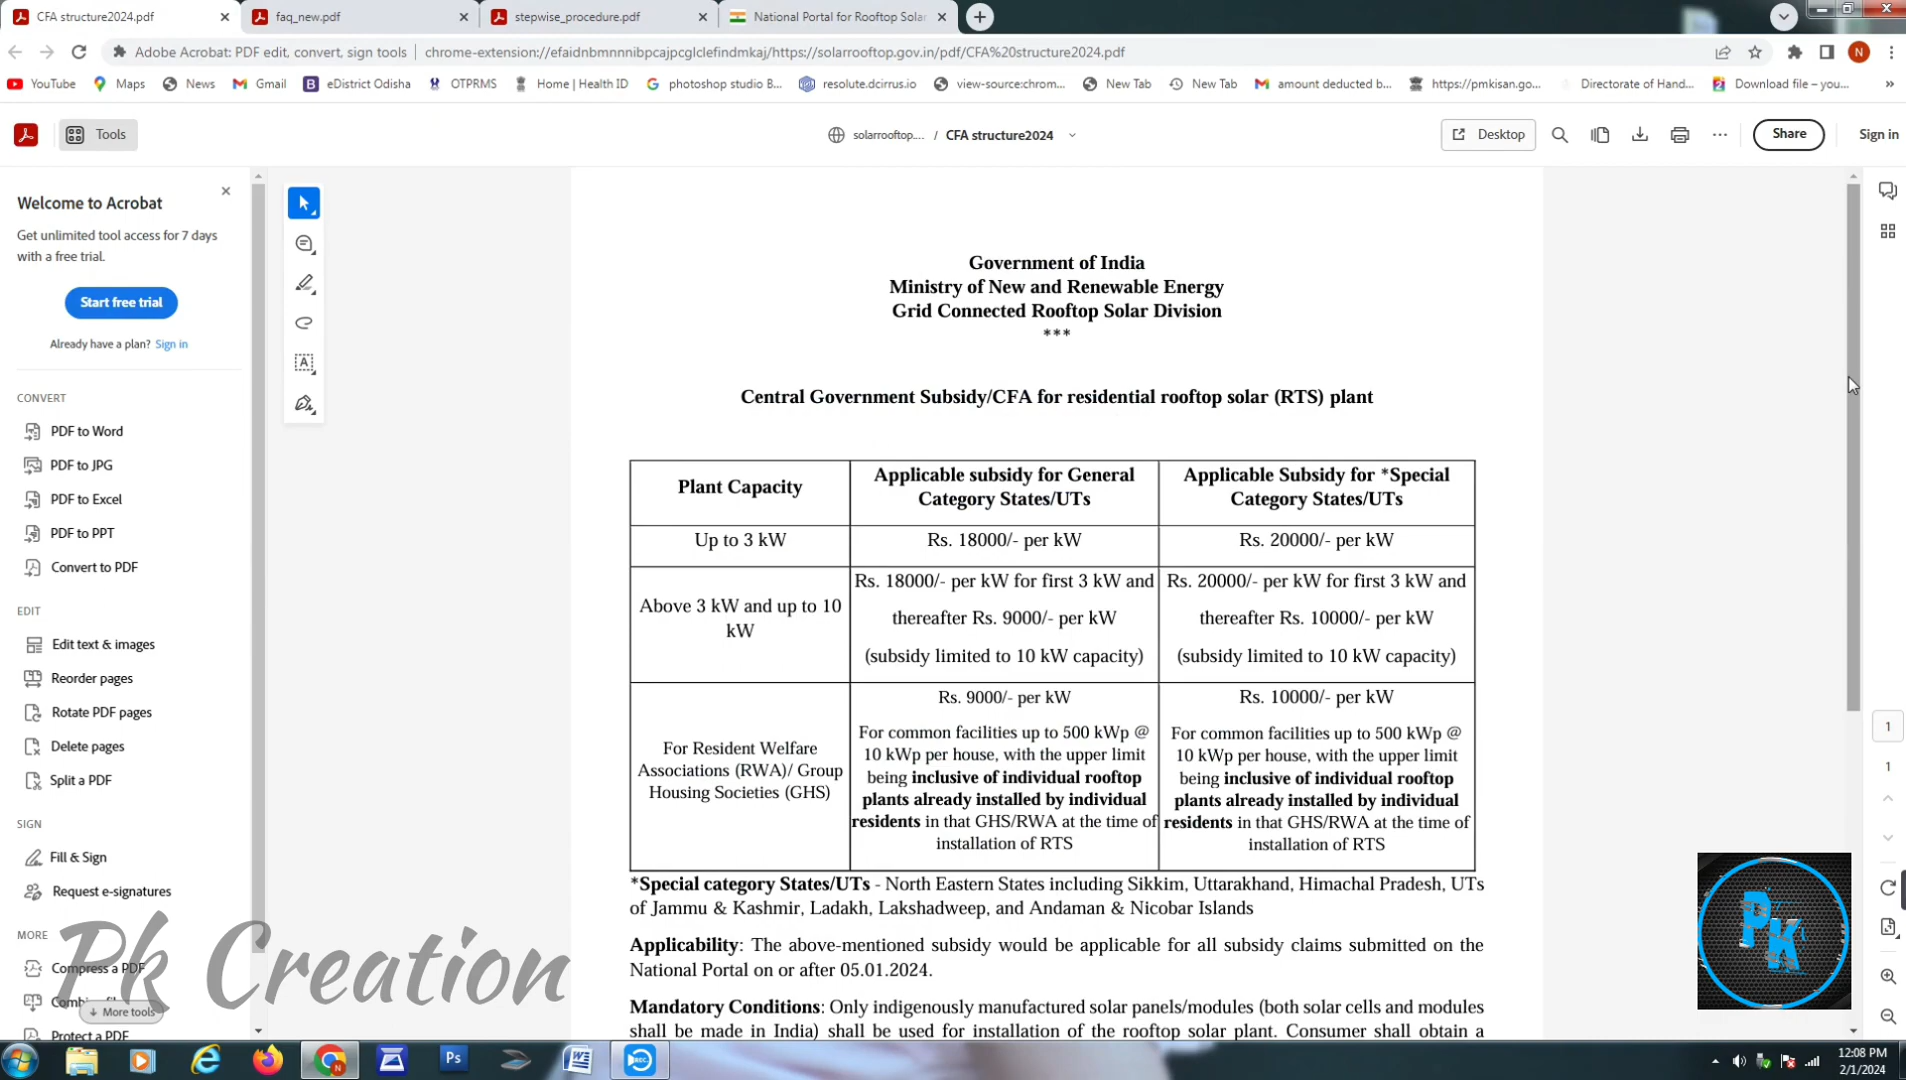 CFA structure2024.pdf
faq_new.pdf
stepwise_procedure.pdf
National Portal for Rooftop Solar
Adobe Acrobat: PDF edit, convert, sign tools
chrome-extension://efaidnbmnnnibpcajpcglclefindmkaj/https://solarrooftop.gov.in/pdf/CFA%20structure2024.pdf
N
YouTube
Maps
News
Gmail
eDistrict Odisha
OTPRMS
Home | Health ID
photoshop studio B...
resolute.dcirrus.io
view-source:chrom...
New Tab
New Tab
amount deducted b...
https://pmkisan.go...
Directorate of Hand...
Download file – you...
Tools
solarrooftop.... / CFA structure2024
Desktop
Share
Sign in
Welcome to Acrobat
Get unlimited tool access for 7 days
with a free trial.
Start free trial
Already have a plan? Sign in
CONVERT
PDF to Word
PDF to JPG
PDF to Excel
PDF to PPT
Convert to PDF
EDIT
Edit text & images
Reorder pages
Rotate PDF pages
Delete pages
Split a PDF
SIGN
Fill & Sign
Request e-signatures
MORE
Compress a PDF
More tools
Protect a PDF
Government of India
Ministry of New and Renewable Energy
Grid Connected Rooftop Solar Division
***
Central Government Subsidy/CFA for residential rooftop solar (RTS) plant
Plant Capacity
Applicable subsidy for General
Category States/UTs
Applicable Subsidy for *Special
Category States/UTs
Up to 3 kW
Rs. 18000/- per kW
Rs. 20000/- per kW
Above 3 kW and up to 10
kW
Rs. 18000/- per kW for first 3 kW and
thereafter Rs. 9000/- per kW
(subsidy limited to 10 kW capacity)
Rs. 20000/- per kW for first 3 kW and
thereafter Rs. 10000/- per kW
(subsidy limited to 10 kW capacity)
For Resident Welfare
Associations (RWA)/ Group
Housing Societies (GHS)
Rs. 9000/- per kW
For common facilities up to 500 kWp @
10 kWp per house, with the upper limit
being inclusive of individual rooftop
plants already installed by individual
residents in that GHS/RWA at the time of
installation of RTS
Rs. 10000/- per kW
For common facilities up to 500 kWp @
10 kWp per house, with the upper limit
being inclusive of individual rooftop
plants already installed by individual
residents in that GHS/RWA at the time of
installation of RTS
*Special category States/UTs - North Eastern States including Sikkim, Uttarakhand, Himachal Pradesh, UTs
of Jammu & Kashmir, Ladakh, Lakshadweep, and Andaman & Nicobar Islands
Applicability: The above-mentioned subsidy would be applicable for all subsidy claims submitted on the
National Portal on or after 05.01.2024.
Mandatory Conditions: Only indigenously manufactured solar panels/modules (both solar cells and modules
shall be made in India) shall be used for installation of the rooftop solar plant. Consumer shall obtain a
1
1
Pk Creation
PK
Ps
REC
12:08 PM
2/1/2024